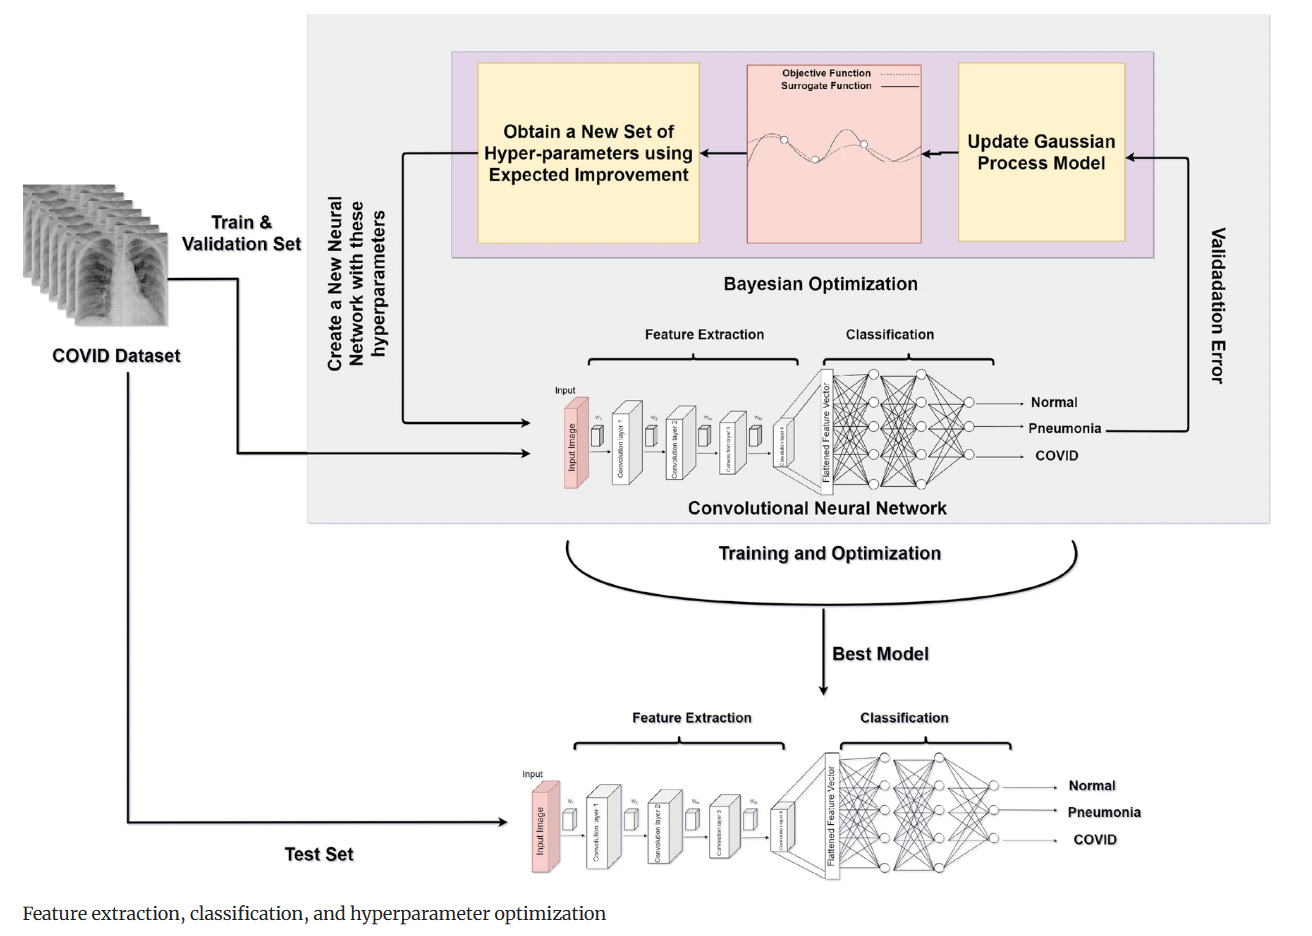 Objective Function
Surrogate Function
Obtain a New Set of
Hyper-parameters using
Expected Improvement
Update Gaussian
Process Model
Bayesian Optimization
Train &
Validation Set
Create a New Neural
Network with these
hyperparameters
Validadation Error
COVID Dataset
Feature Extraction
Classification
Input
Input Image
W₁
Convolution layer 1
Convolution layer 2
Convolution layer 3
Convolution layer 4
Flattened Feature Vector
Normal
Pneumonia
COVID
Convolutional Neural Network
Training and Optimization
Best Model
Feature Extraction
Classification
Input
Input Image
W₁
Convolution layer 1
Convolution layer 2
Convolution layer 3
Convolution layer 4
Flattened Feature Vector
Normal
Pneumonia
COVID
Test Set
Feature extraction, classification, and hyperparameter optimization